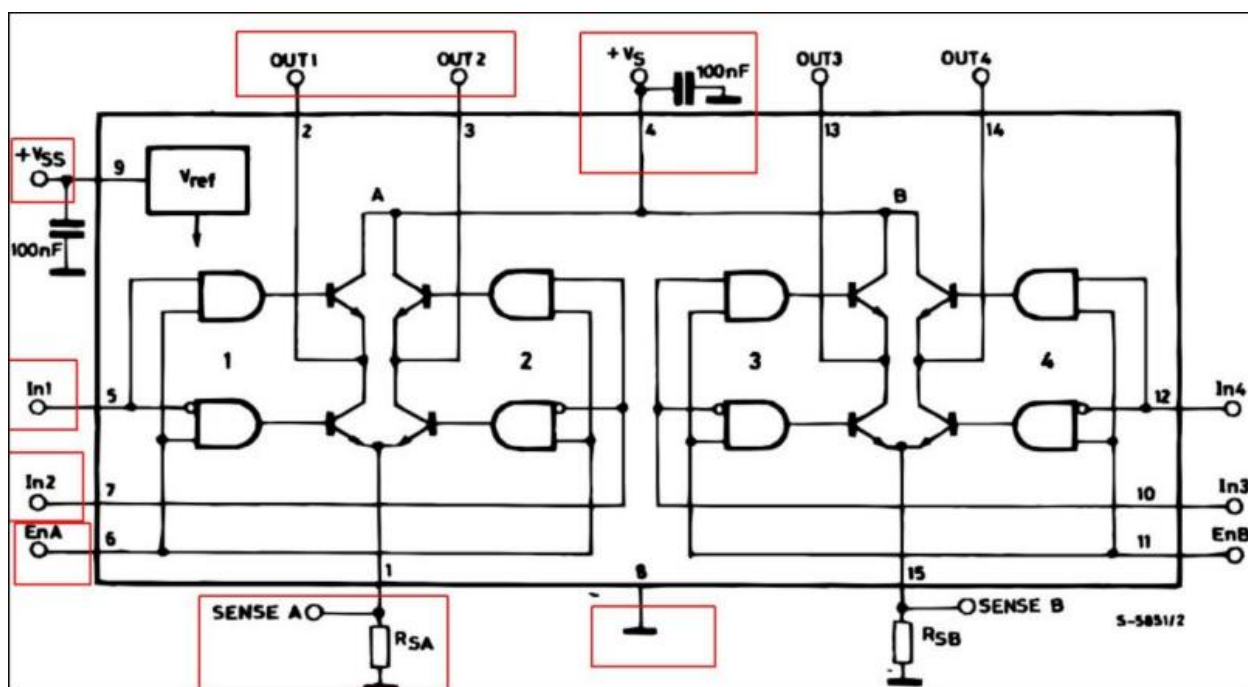 OUT1 OUT2 +VS 100nF OUT3 OUT4
2 3 4 13 14
+VSS 9 Vref
A B
100nF
1 2 3 4
In1 5 12 In4
In2 7 10 In3
EnA 6 11 EnB
1 8 15
SENSE A SENSE B
RSA RSB S-5851/2